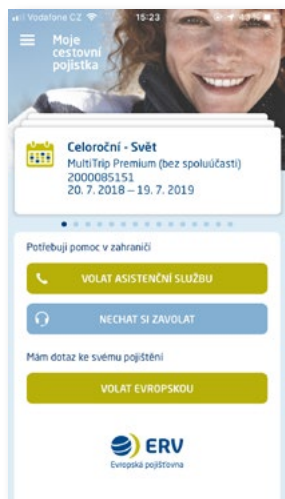 Vodafone CZ 15:23 43 %
Moje
cestovní
pojistka
Celoroční - Svět
MultiTrip Premium (bez spoluúčasti)
2000085151
20. 7. 2018 – 19. 7. 2019
Potřebuji pomoc v zahraničí
VOLAT ASISTENČNÍ SLUŽBU
NECHAT SI ZAVOLAT
Mám dotaz ke svému pojištění
VOLAT EVROPSKOU
ERV
Evropská pojišťovna